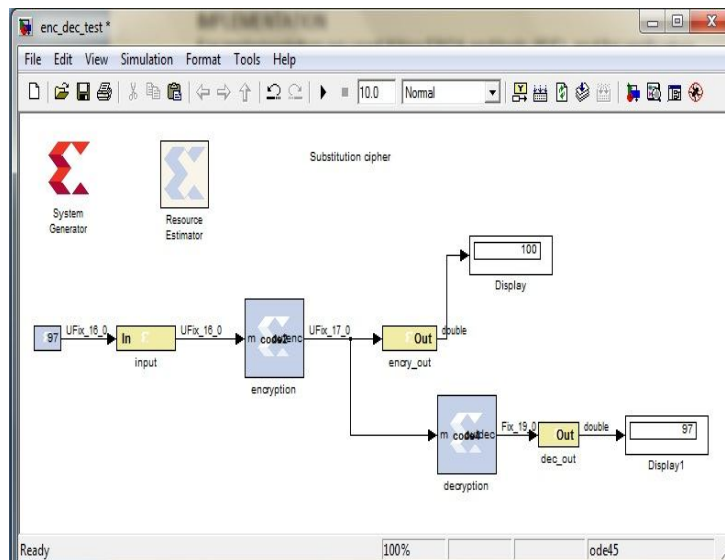 IMPLEMENTATION
enc_dec_test *
File Edit View Simulation Format Tools Help
10.0 Normal
Substitution cipher
System
Generator
Resource
Estimator
100
Display
97 UFix_16_0 In UFix_16_0 m UFix_17_0 Out double
input
encryption
encry_out
m Fix_19_0 Out double 97
decryption
dec_out
Display1
Ready 100% ode45